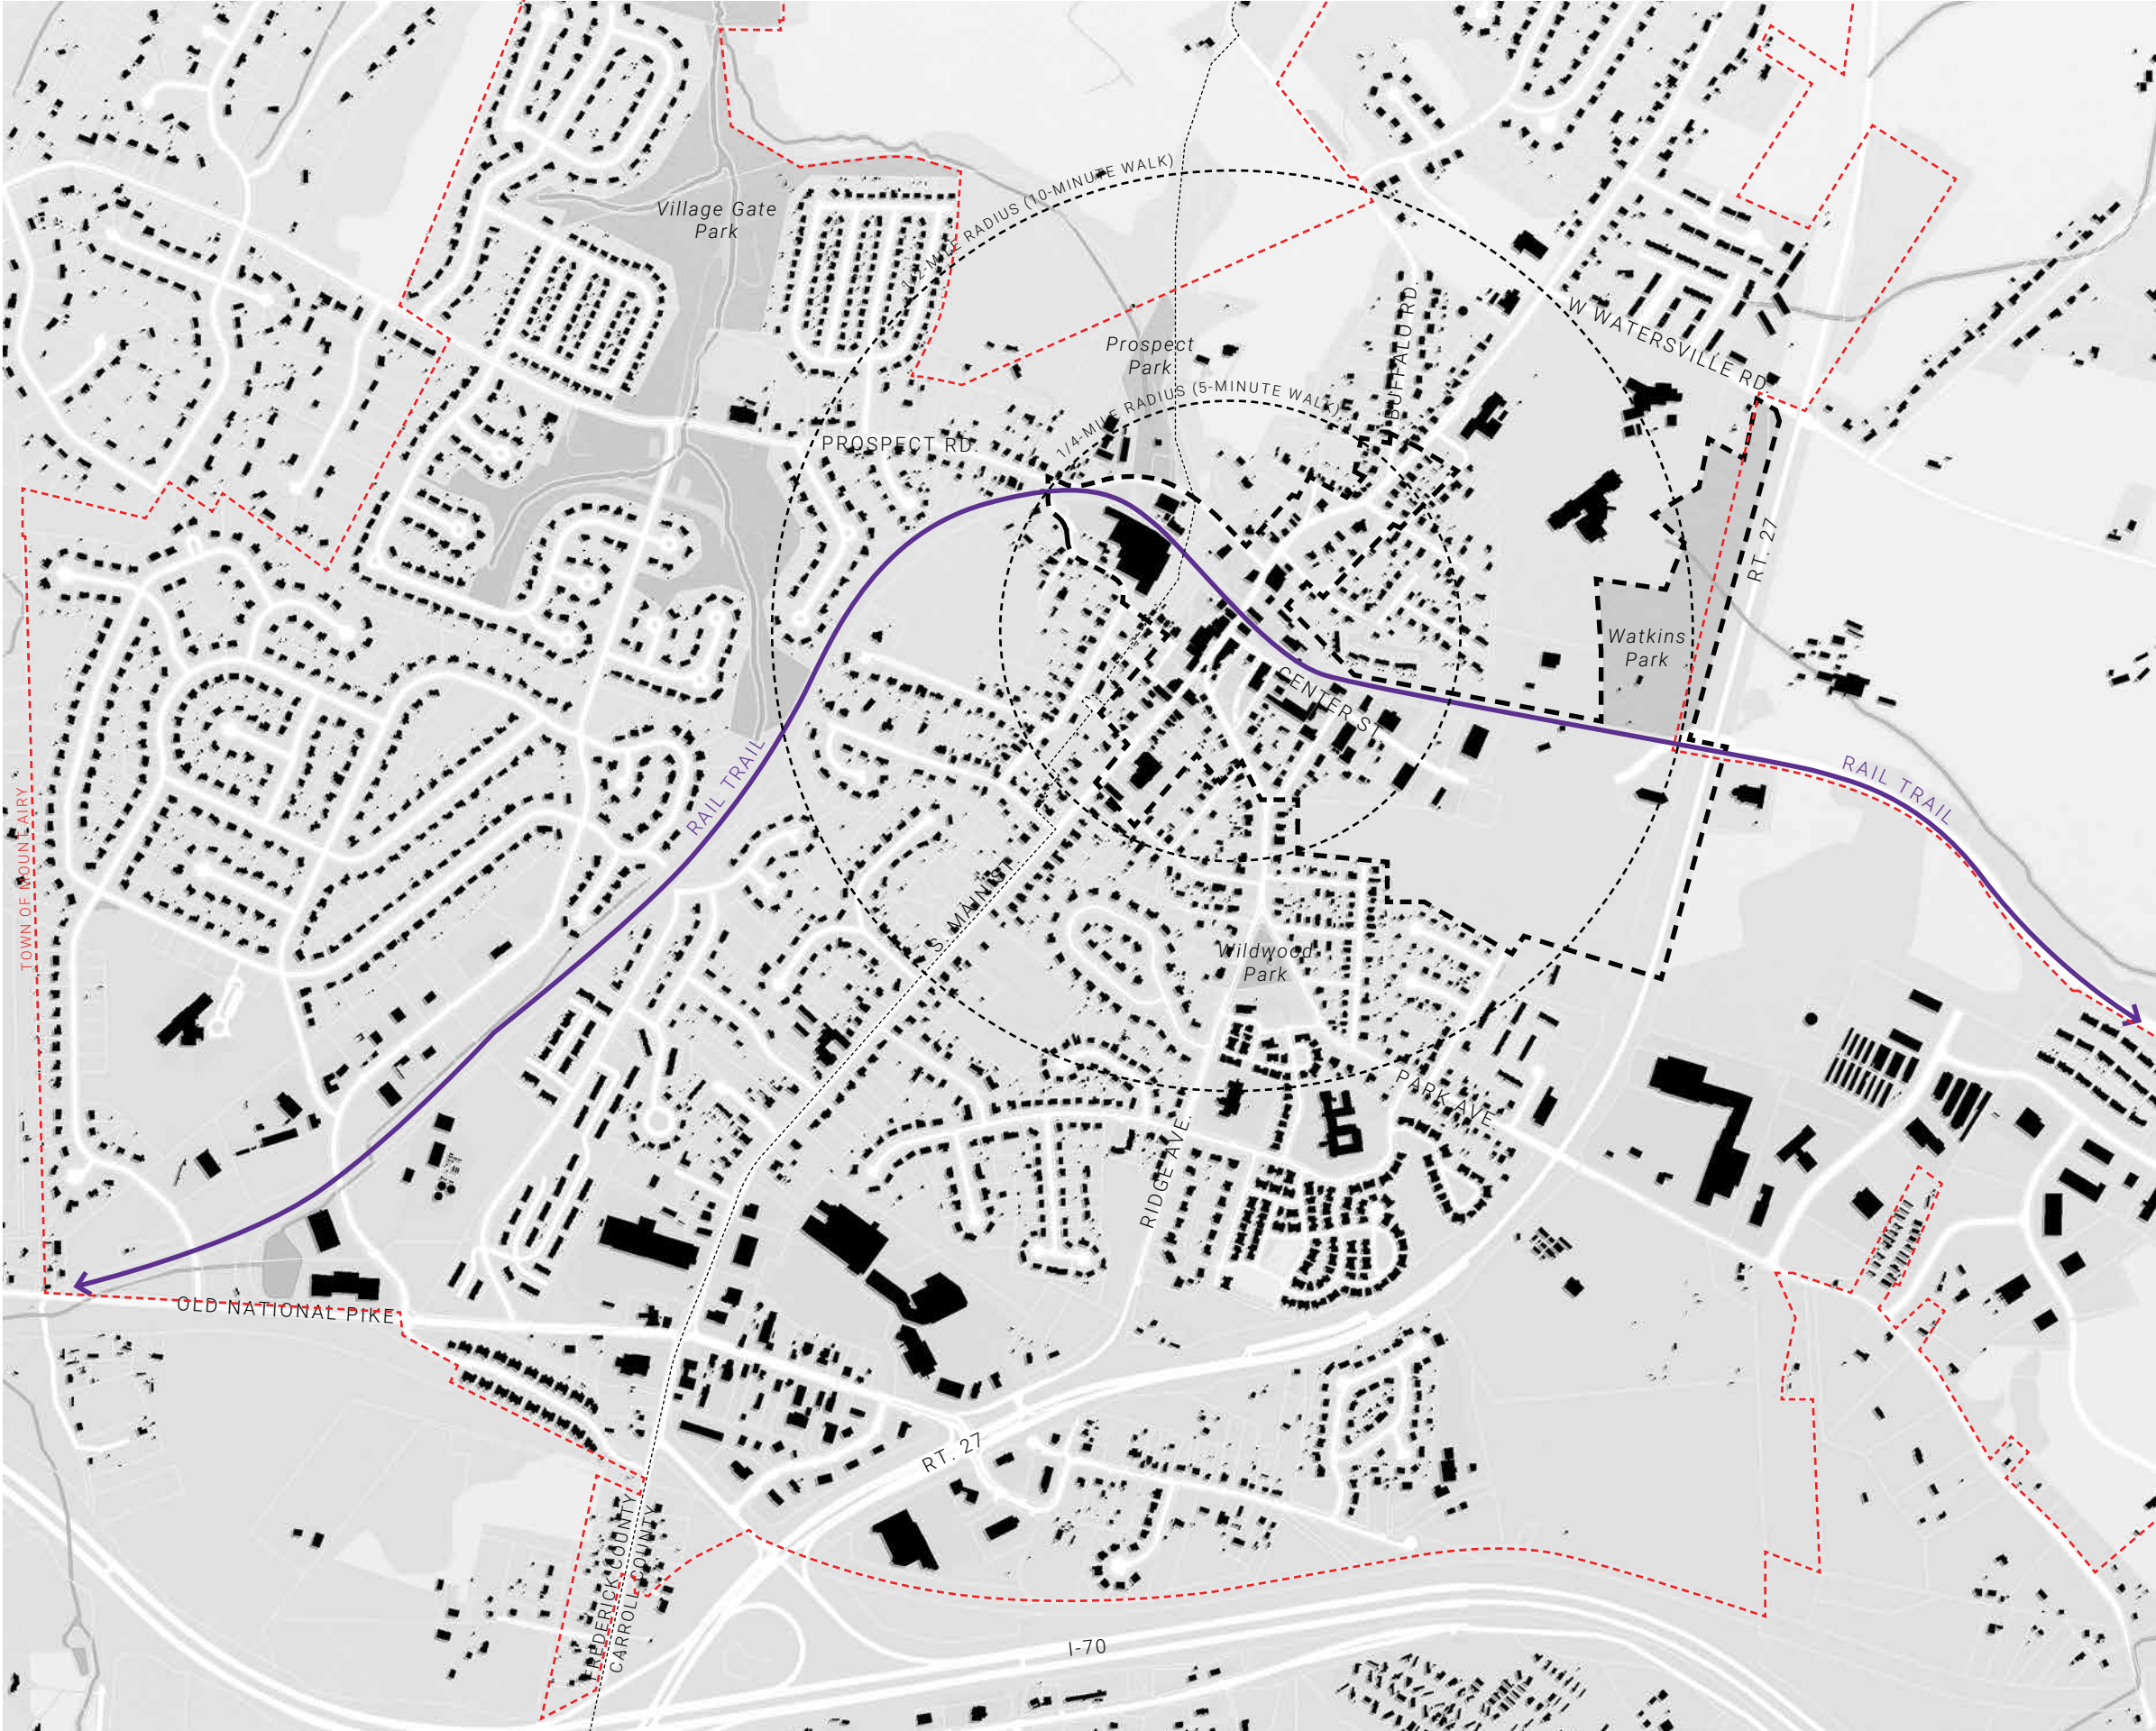 1/2-MILE RADIUS (10-MINUTE WALK)
Village Gate
Park
W WATERSVILLE RD.
BUFFALO RD.
Prospect
Park
1/4-MILE RADIUS (5-MINUTE WALK)
PROSPECT RD.
RT. 27
Watkins
Park
CENTER ST.
RAIL TRAIL
RAIL TRAIL
TOWN OF MOUNT AIRY
S. MAIN ST.
Wildwood
Park
PARK AVE.
RIDGE AVE.
OLD NATIONAL PIKE
RT. 27
FREDERICK COUNTY
CARROLL COUNTY
I-70